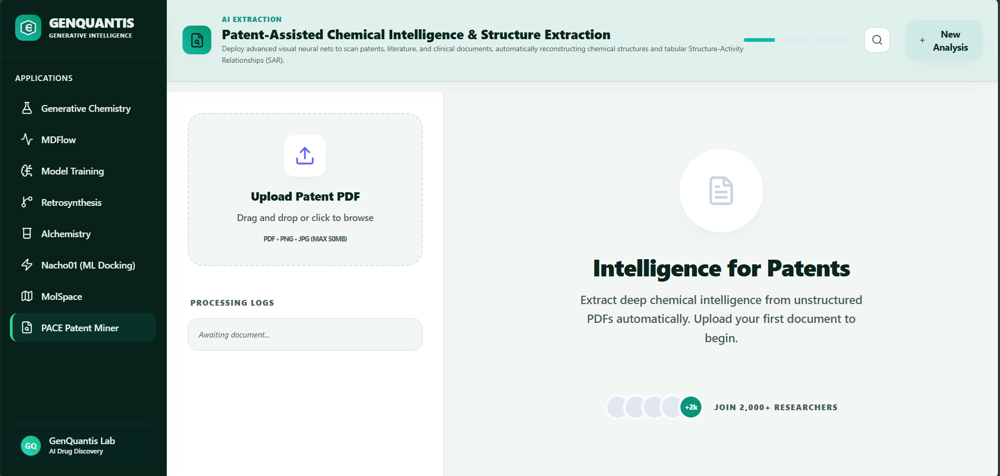 GENQUANTIS
GENERATIVE INTELLIGENCE
APPLICATIONS
Generative Chemistry
MDFlow
Model Training
Retrosynthesis
Alchemistry
Nacho01 (ML Docking)
MolSpace
PACE Patent Miner
GQ
GenQuantis Lab
AI Drug Discovery
AI EXTRACTION
Patent-Assisted Chemical Intelligence & Structure Extraction
Deploy advanced visual neural nets to scan patents, literature, and clinical documents, automatically reconstructing chemical structures and tabular Structure-Activity
Relationships (SAR).
+ New
Analysis
Upload Patent PDF
Drag and drop or click to browse
PDF • PNG • JPG (MAX 50MB)
PROCESSING LOGS
Awaiting document...
Intelligence for Patents
Extract deep chemical intelligence from unstructured
PDFs automatically. Upload your first document to
begin.
+2k
JOIN 2,000+ RESEARCHERS